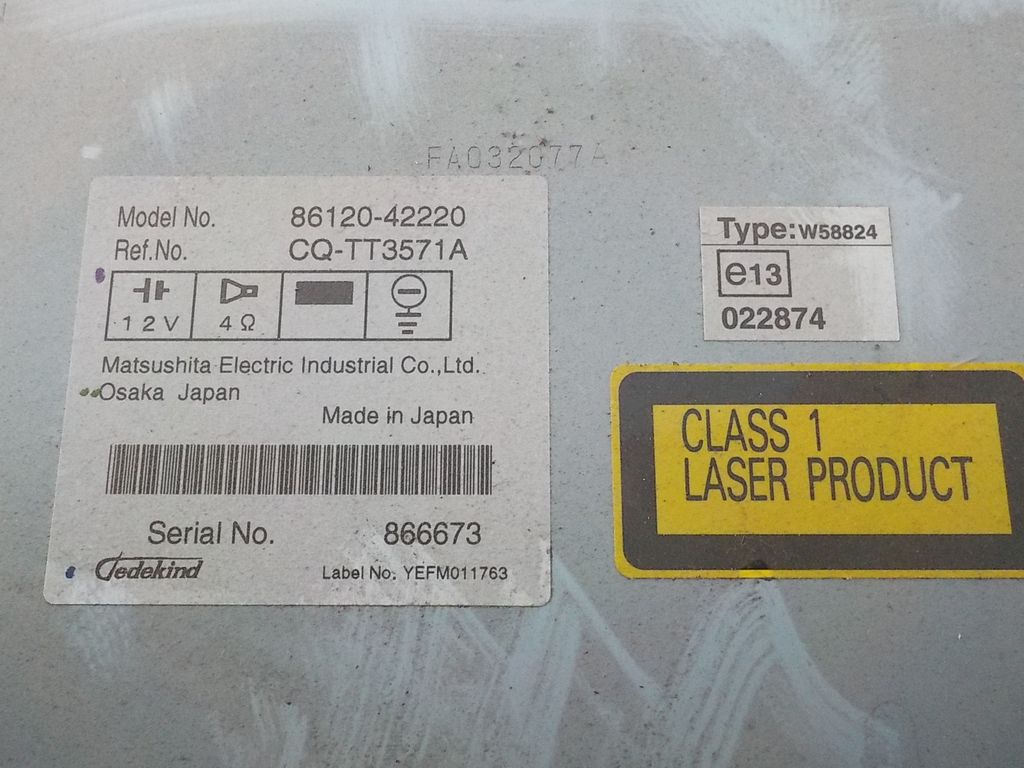 FA032077A
Model No. 86120-42220
Ref.No. CQ-TT3571A
12V 4Ω
Matsushita Electric Industrial Co.,Ltd.
Osaka Japan
Made in Japan
Serial No. 866673
Jedekind
Label No. YEFM011763
Type:W58824
e13
022874
CLASS 1
LASER PRODUCT